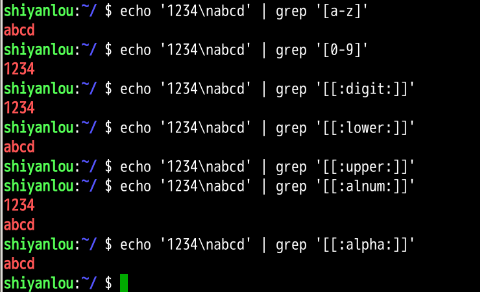 shiyanlou:~/ $ echo '1234\nabcd' | grep '[a-z]'
abcd
shiyanlou:~/ $ echo '1234\nabcd' | grep '[0-9]'
1234
shiyanlou:~/ $ echo '1234\nabcd' | grep '[[:digit:]]'
1234
shiyanlou:~/ $ echo '1234\nabcd' | grep '[[:lower:]]'
abcd
shiyanlou:~/ $ echo '1234\nabcd' | grep '[[:upper:]]'
shiyanlou:~/ $ echo '1234\nabcd' | grep '[[:alnum:]]'
1234
abcd
shiyanlou:~/ $ echo '1234\nabcd' | grep '[[:alpha:]]'
abcd
shiyanlou:~/ $